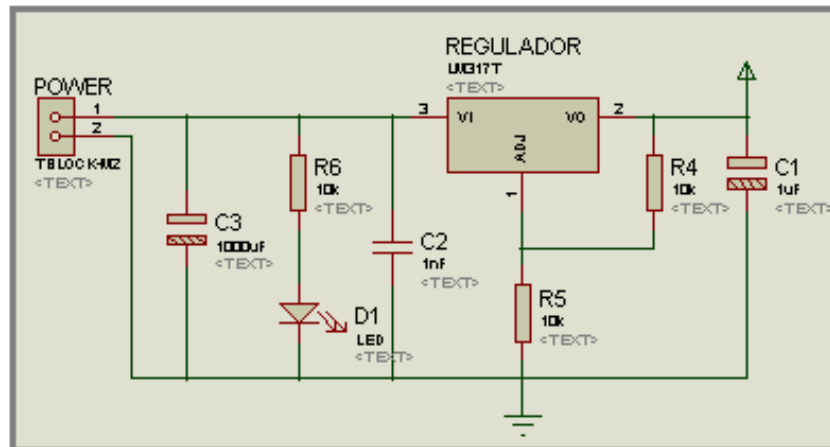 REGULADOR
LM317T
<TEXT>
POWER
1
2
TBLOCK-M2
<TEXT>
3
VI
VO
2
ADJ
1
R6
10k
<TEXT>
R4
10k
<TEXT>
C1
1uF
<TEXT>
C3
1000uF
<TEXT>
C2
1nF
<TEXT>
R5
10k
<TEXT>
D1
LED
<TEXT>